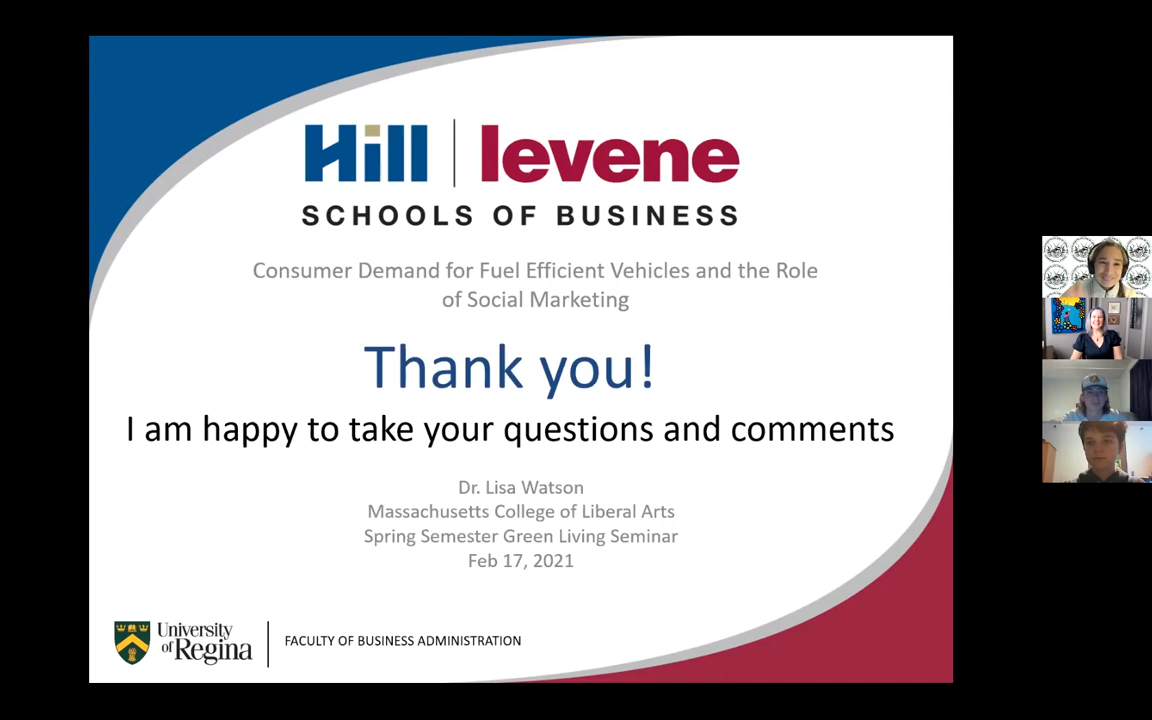 Hill | levene
SCHOOLS OF BUSINESS
Consumer Demand for Fuel Efficient Vehicles and the Role
of Social Marketing
Thank you!
I am happy to take your questions and comments
Dr. Lisa Watson
Massachusetts College of Liberal Arts
Spring Semester Green Living Seminar
Feb 17, 2021
University
of Regina
FACULTY OF BUSINESS ADMINISTRATION